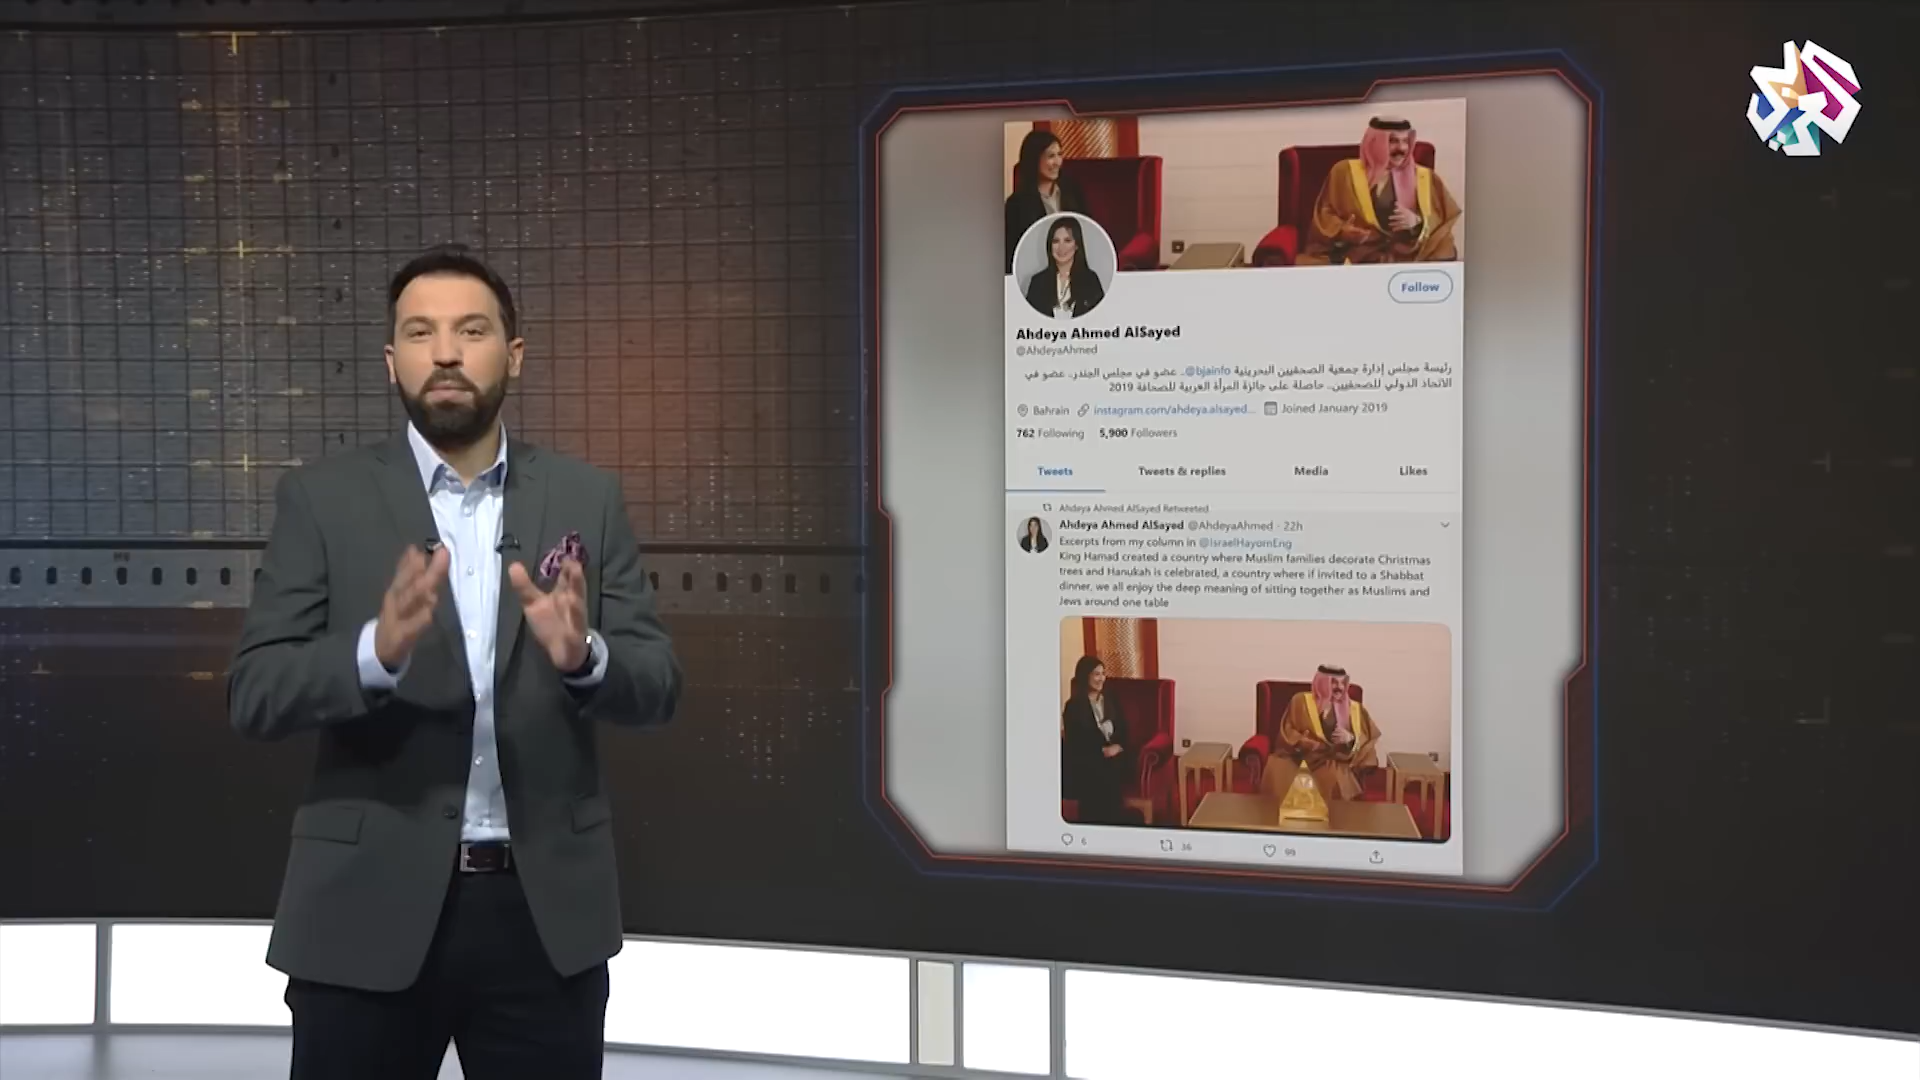 Follow
Ahdeya Ahmed AlSayed
@AhdeyaAhmed
رئيسة مجلس إدارة جمعية الصحفيين البحرينية @bjainfo.. عضو في مجلس الجندر.. عضو في
الاتحاد الدولي للصحفيين.. حاصلة على جائزة المرأة العربية للصحافة 2019
Bahrain instagram.com/ahdeya.alsayed... Joined January 2019
762 Following 5,900 Followers
Tweets Tweets & replies Media Likes
Ahdeya Ahmed AlSayed Retweeted
Ahdeya Ahmed AlSayed @AhdeyaAhmed · 22h
Excerpts from my column in @IsraelHayomEng
King Hamad created a country where Muslim families decorate Christmas
trees and Hanukah is celebrated, a country where if invited to a Shabbat
dinner, we all enjoy the deep meaning of sitting together as Muslims and
Jews around one table
6 36 99